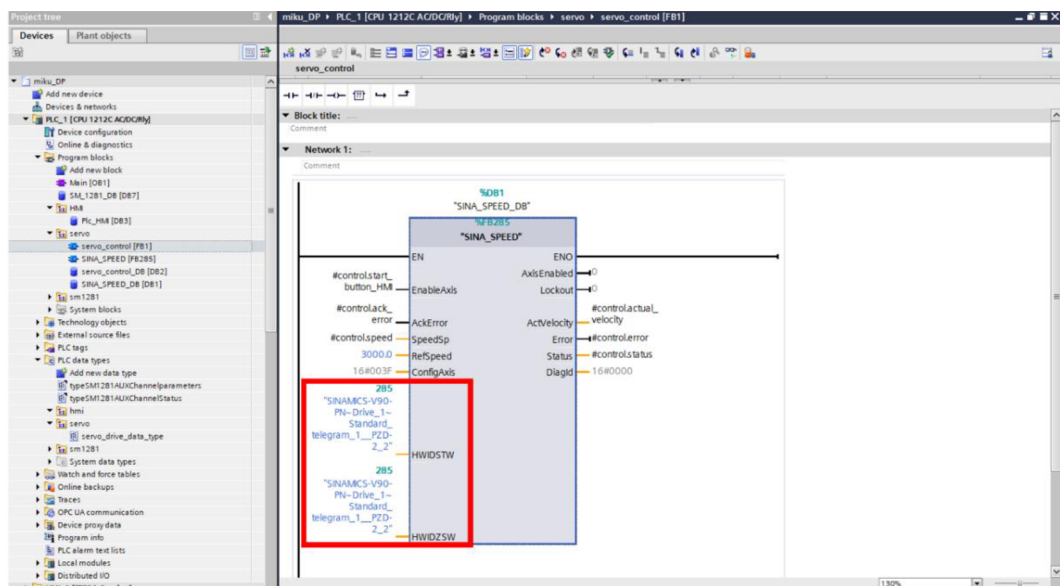 Project tree
miku_DP ▸ PLC_1 [CPU 1212C AC/DC/Rly] ▸ Program blocks ▸ servo ▸ servo_control [FB1]
Devices
Plant objects
servo_control
miku_DP
Add new device
Devices & networks
PLC_1 [CPU 1212C AC/DC/Rly]
Device configuration
Online & diagnostics
Program blocks
Add new block
Main [OB1]
SM_1281_DB [DB7]
HMI
Plc_HMI [DB3]
servo
servo_control [FB1]
SINA_SPEED [FB285]
servo_control_DB [DB2]
SINA_SPEED_DB [DB1]
sm1281
System blocks
Technology objects
External source files
PLC tags
PLC data types
Add new data type
typeSM1281AUXChannelparameters
typeSM1281AUXChannelStatus
hmi
servo
servo_drive_data_type
sm1281
System data types
Watch and force tables
Online backups
Traces
OPC UA communication
Device proxy data
Program info
PLC alarm text lists
Local modules
Distributed I/O
Block title: ....
Comment
Network 1: ....
Comment
%DB1
"SINA_SPEED_DB"
%FB285
"SINA_SPEED"
EN
ENO
#control.start_
button_HMI
EnableAxis
AxisEnabled
Lockout
#control.ack_
error
AckError
#control.actual_
velocity
ActVelocity
#control.speed
SpeedSp
Error
#control.error
3000.0
RefSpeed
Status
#control.status
16#003F
ConfigAxis
DiagId
16#0000
285
"SINAMICS-V90-
PN~Drive_1~
Standard_
telegram_1__PZD-
2_2"
HWIDSTW
285
"SINAMICS-V90-
PN~Drive_1~
Standard_
telegram_1__PZD-
2_2"
HWIDZSW
130%